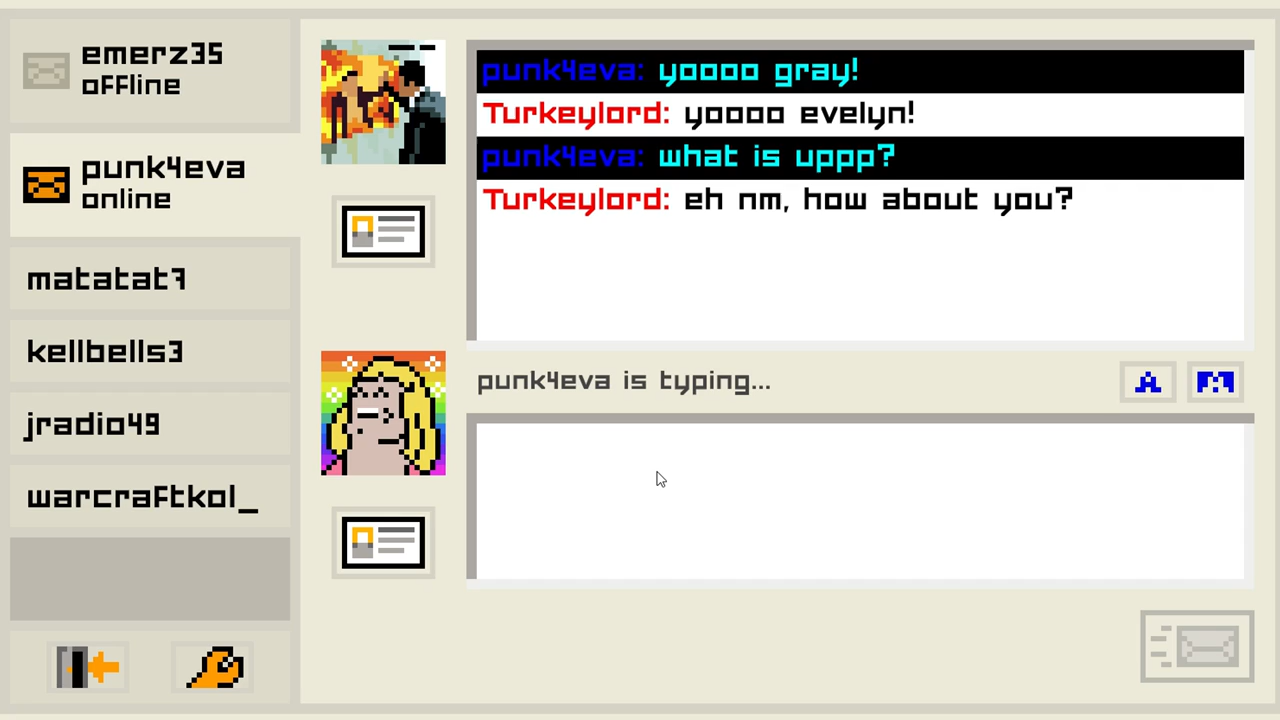 emerz35
offline
punk4eva
online
matatat7
kellbells3
jradio49
warcraftkol_
punk4eva: yoooo gray!
Turkeylord: yoooo evelyn!
punk4eva: what is uppp?
Turkeylord: eh nm, how about you?
punk4eva is typing...
A